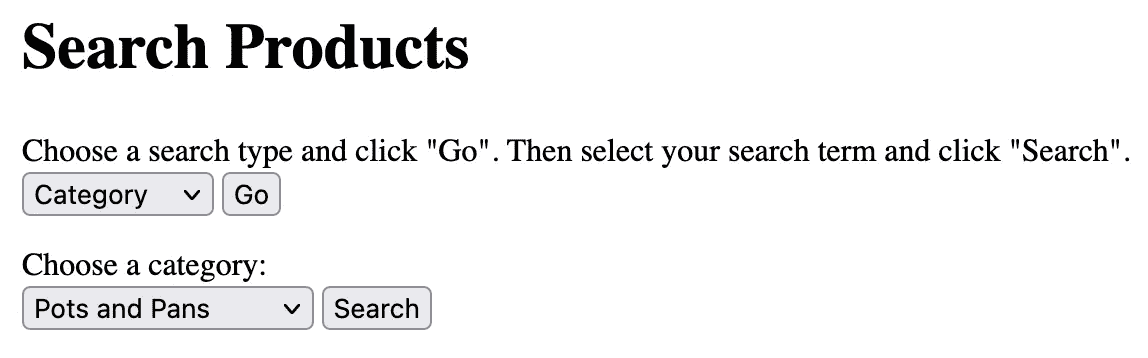 Search Products
Choose a search type and click "Go". Then select your search term and click "Search".
Category Go
Choose a category:
Pots and Pans Search